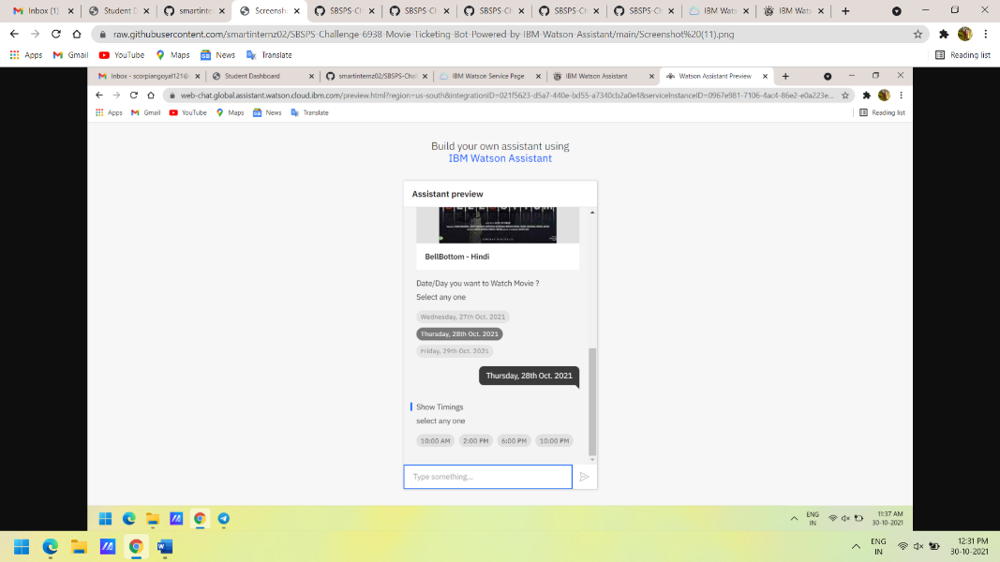 Inbox (1)
Student D
smartintern
Screensh
SBSPS-Ch
SBSPS-Ch
SBSPS-Ch
SBSPS-Ch
SBSPS-Ch
IBM Wats
IBM Wats
raw.githubusercontent.com/smartinternz02/SBSPS-Challenge-6938-Movie-Ticketing-Bot-Powered-by-IBM-Watson-Assistant/main/Screenshot%20(11).png
Apps Gmail YouTube Maps News Translate Reading list
Inbox - scorpiangoyal121@
Student Dashboard
smartinternz02/SBSPS-Chal
IBM Watson Service Page
IBM Watson Assistant
Watson Assistant Preview
web-chat.global.assistant.watson.cloud.ibm.com/preview.html?region=us-south&integrationID=021f5623-d5a7-440e-bd55-a7340cb2a0e4&serviceInstanceID=0967e981-7106-4ac4-86e2-e0a223e...
Apps Gmail YouTube Maps News Translate Reading list
Build your own assistant using
IBM Watson Assistant
Assistant preview
BellBottom - Hindi
Date/Day you want to Watch Movie ?
Select any one
Wednesday, 27th Oct. 2021
Thursday, 28th Oct. 2021
Friday, 29th Oct. 2021
Thursday, 28th Oct. 2021
Show Timings
select any one
10:00 AM 2:00 PM 6:00 PM 10:00 PM
Type something...
ENG
IN
11:37 AM
30-10-2021
ENG
IN
12:31 PM
30-10-2021